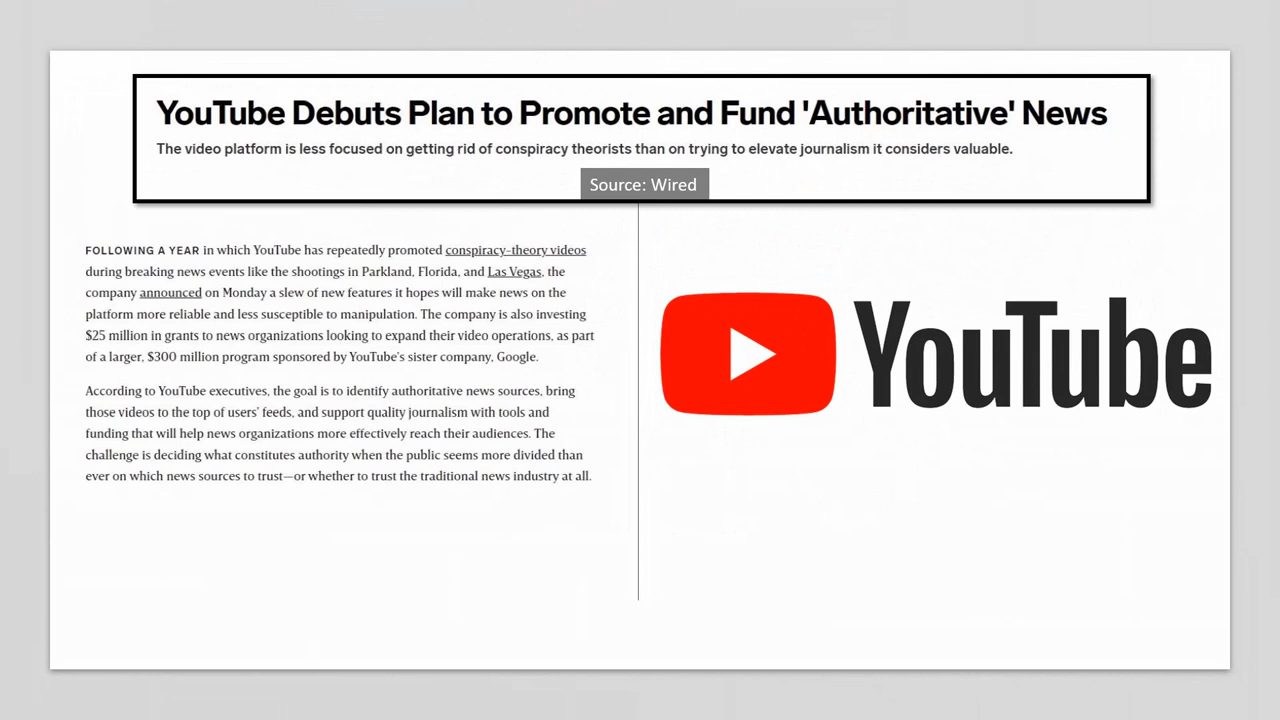 YouTube Debuts Plan to Promote and Fund 'Authoritative' News
The video platform is less focused on getting rid of conspiracy theorists than on trying to elevate journalism it considers valuable.
Source: Wired
FOLLOWING A YEAR in which YouTube has repeatedly promoted conspiracy-theory videos
during breaking news events like the shootings in Parkland, Florida, and Las Vegas, the
company announced on Monday a slew of new features it hopes will make news on the
platform more reliable and less susceptible to manipulation. The company is also investing
$25 million in grants to news organizations looking to expand their video operations, as part
of a larger, $300 million program sponsored by YouTube's sister company, Google.
According to YouTube executives, the goal is to identify authoritative news sources, bring
those videos to the top of users' feeds, and support quality journalism with tools and
funding that will help news organizations more effectively reach their audiences. The
challenge is deciding what constitutes authority when the public seems more divided than
ever on which news sources to trust—or whether to trust the traditional news industry at all.
YouTube